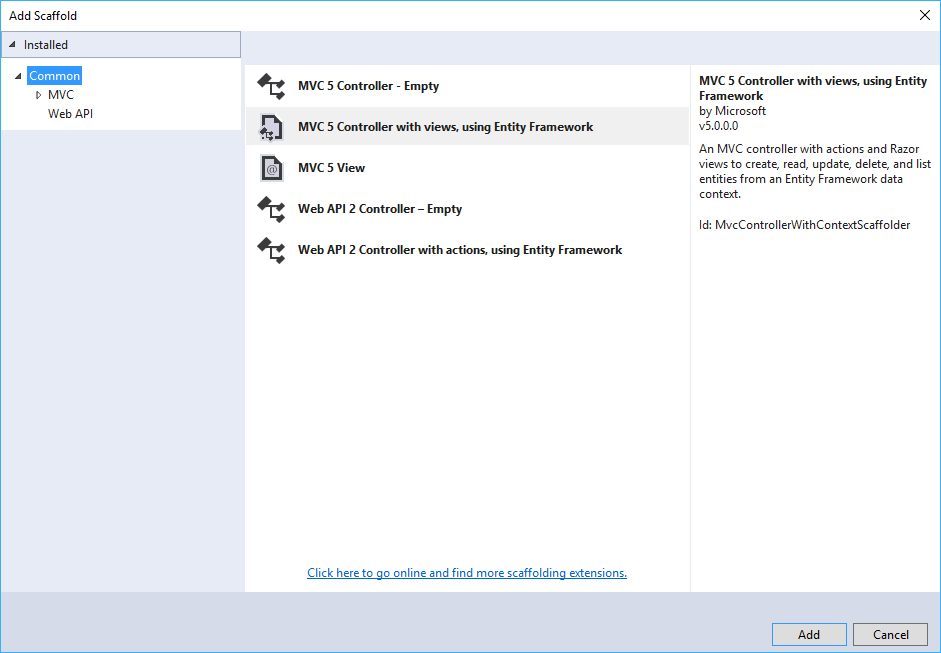 Add Scaffold
Installed
Common
MVC
Web API
MVC 5 Controller - Empty
MVC 5 Controller with views, using Entity Framework
@
MVC 5 View
Web API 2 Controller – Empty
Web API 2 Controller with actions, using Entity Framework
Click here to go online and find more scaffolding extensions.
MVC 5 Controller with views, using Entity
Framework
by Microsoft
v5.0.0.0
An MVC controller with actions and Razor
views to create, read, update, delete, and list
entities from an Entity Framework data
context.
Id: MvcControllerWithContextScaffolder
Add
Cancel